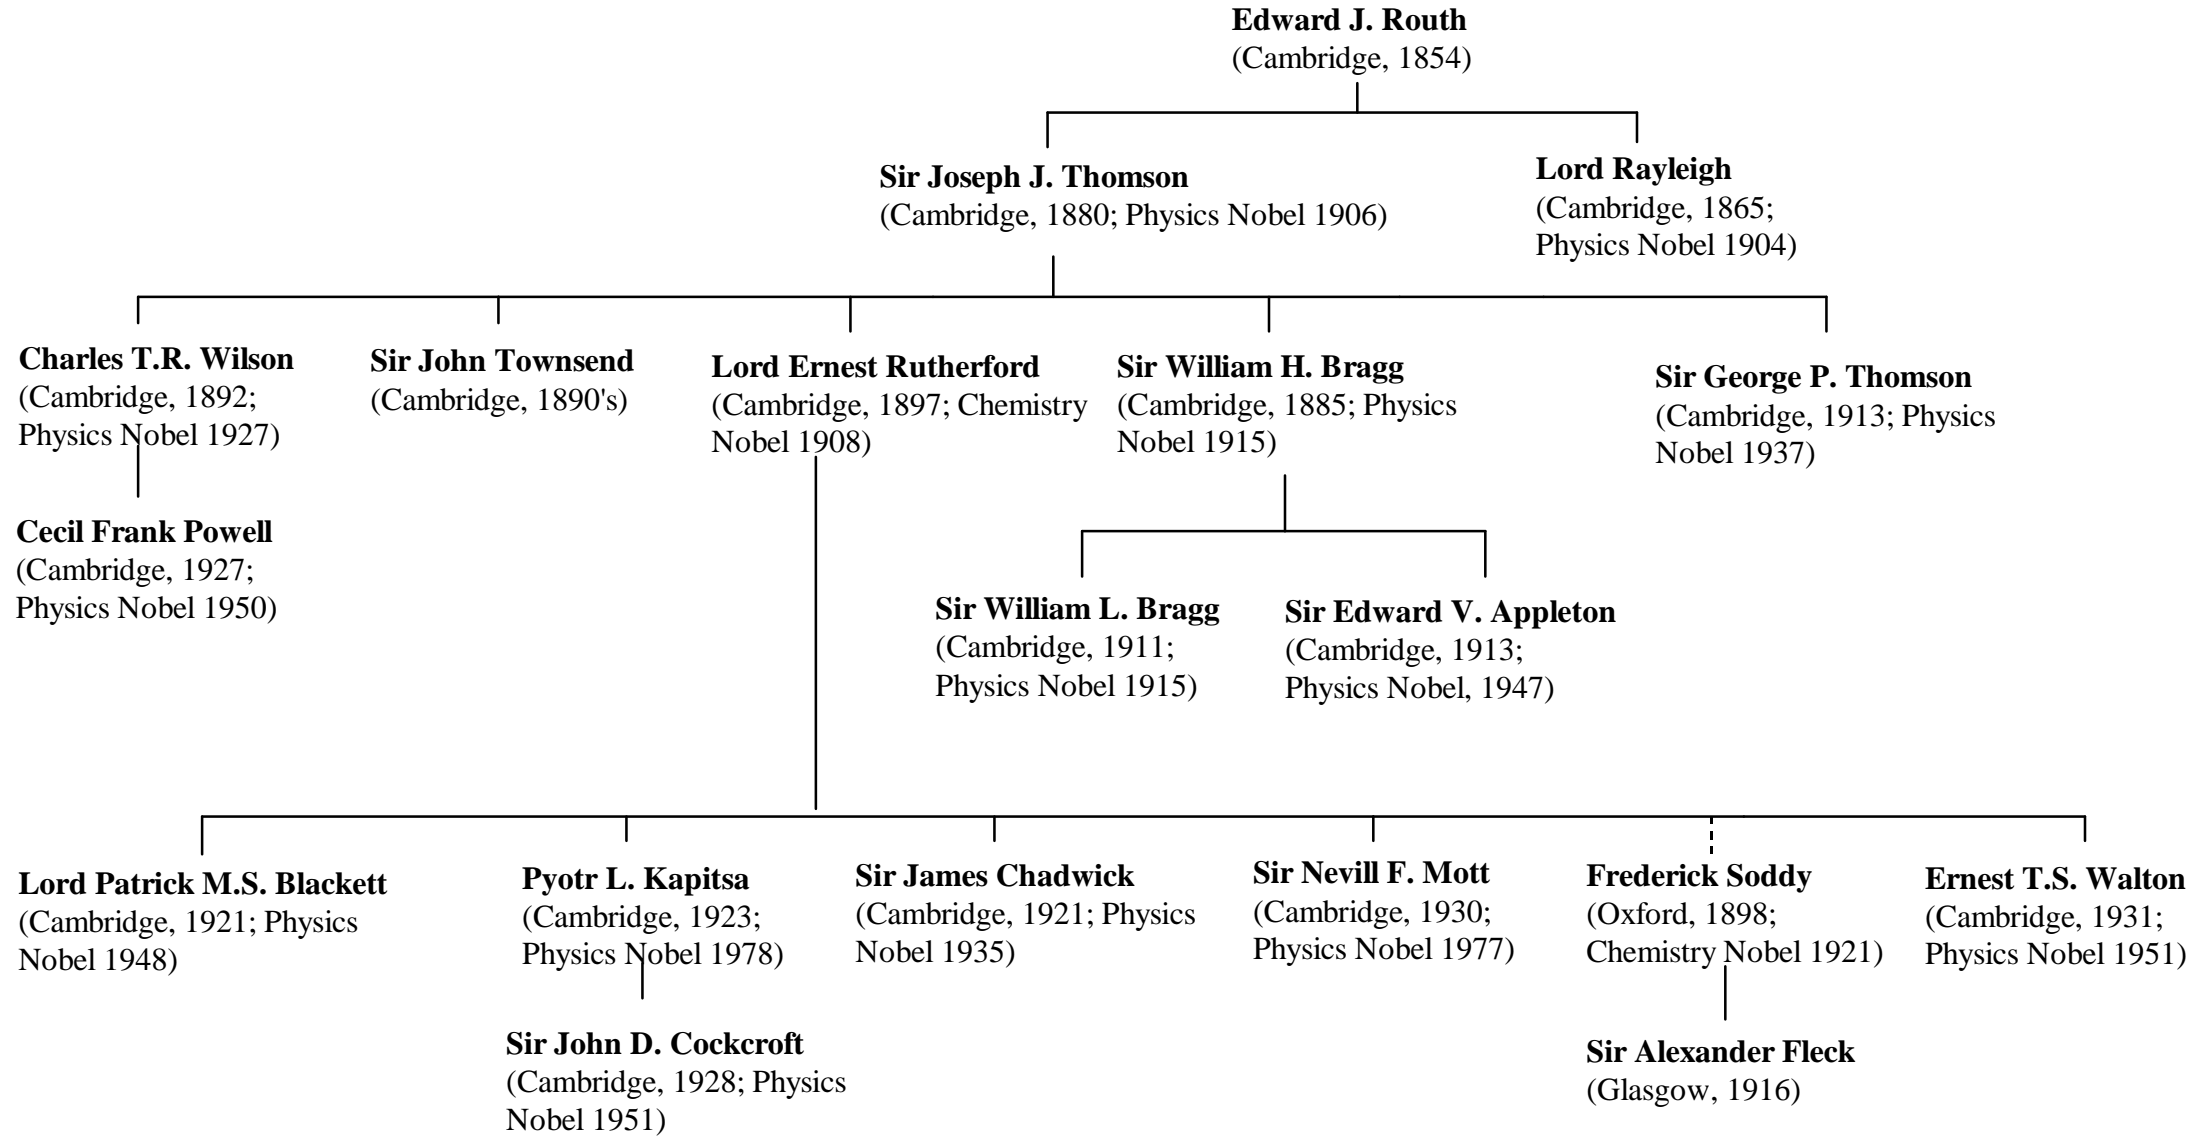 Edward J. Routh
(Cambridge, 1854)
Sir Joseph J. Thomson
(Cambridge, 1880; Physics Nobel 1906)
Lord Rayleigh
(Cambridge, 1865;
Physics Nobel 1904)
Charles T.R. Wilson
(Cambridge, 1892;
Physics Nobel 1927)
Sir John Townsend
(Cambridge, 1890's)
Lord Ernest Rutherford
(Cambridge, 1897; Chemistry
Nobel 1908)
Sir William H. Bragg
(Cambridge, 1885; Physics
Nobel 1915)
Sir George P. Thomson
(Cambridge, 1913; Physics
Nobel 1937)
Cecil Frank Powell
(Cambridge, 1927;
Physics Nobel 1950)
Sir William L. Bragg
(Cambridge, 1911;
Physics Nobel 1915)
Sir Edward V. Appleton
(Cambridge, 1913;
Physics Nobel, 1947)
Lord Patrick M.S. Blackett
(Cambridge, 1921; Physics
Nobel 1948)
Pyotr L. Kapitsa
(Cambridge, 1923;
Physics Nobel 1978)
Sir James Chadwick
(Cambridge, 1921; Physics
Nobel 1935)
Sir Nevill F. Mott
(Cambridge, 1930;
Physics Nobel 1977)
Frederick Soddy
(Oxford, 1898;
Chemistry Nobel 1921)
Ernest T.S. Walton
(Cambridge, 1931;
Physics Nobel 1951)
Sir John D. Cockcroft
(Cambridge, 1928; Physics
Nobel 1951)
Sir Alexander Fleck
(Glasgow, 1916)